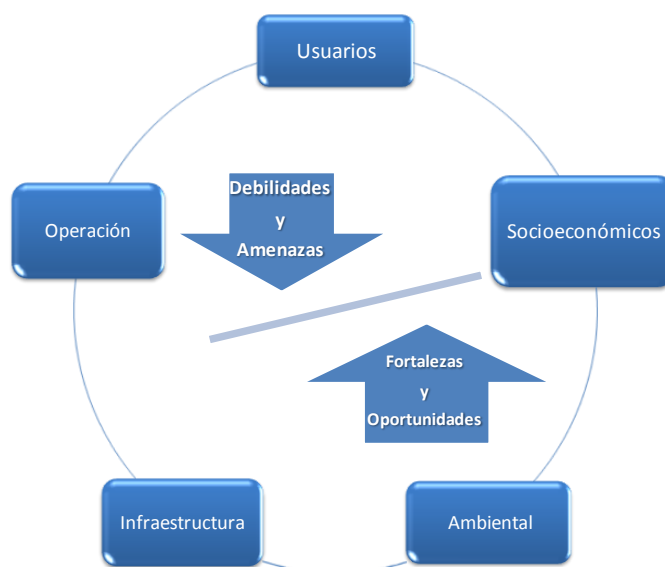 Usuarios
Debilidades
y
Amenazas
Operación
Socioeconómicos
Fortalezas
y
Oportunidades
Infraestructura
Ambiental